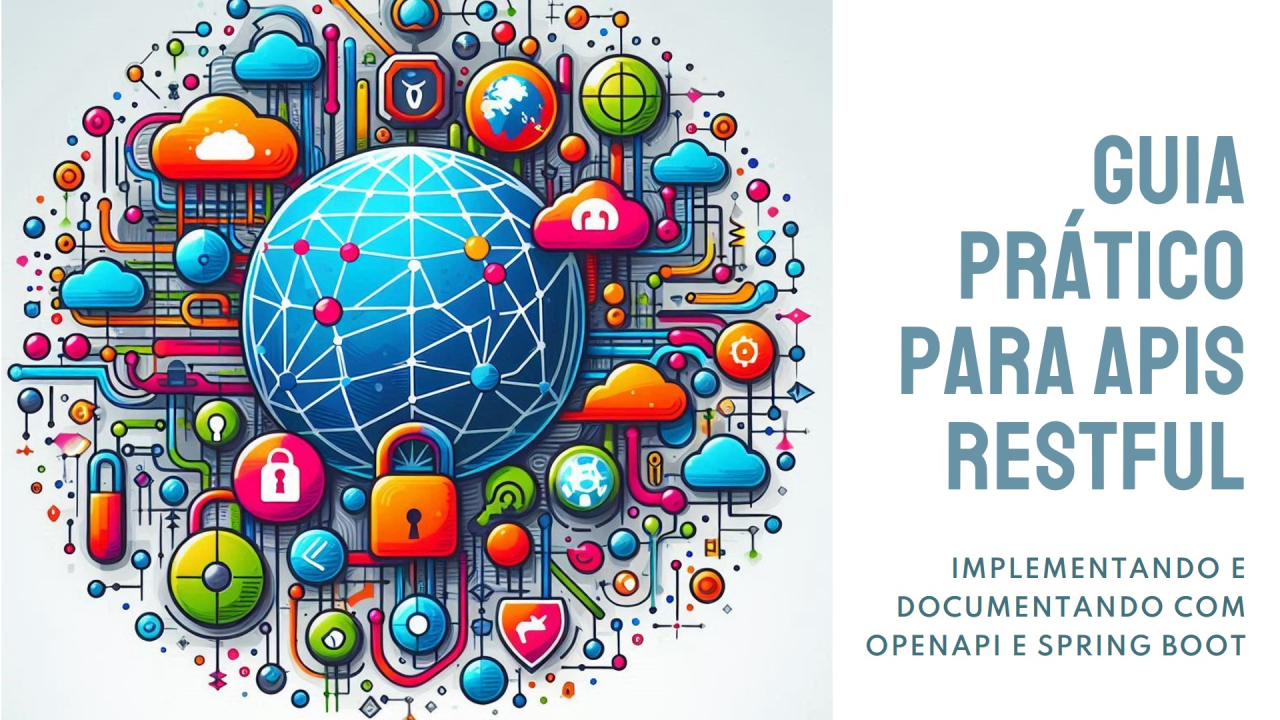 GUIA
PRÁTICO
PARA APIS
RESTFUL
IMPLEMENTANDO E
DOCUMENTANDO COM
OPENAPI E SPRING BOOT